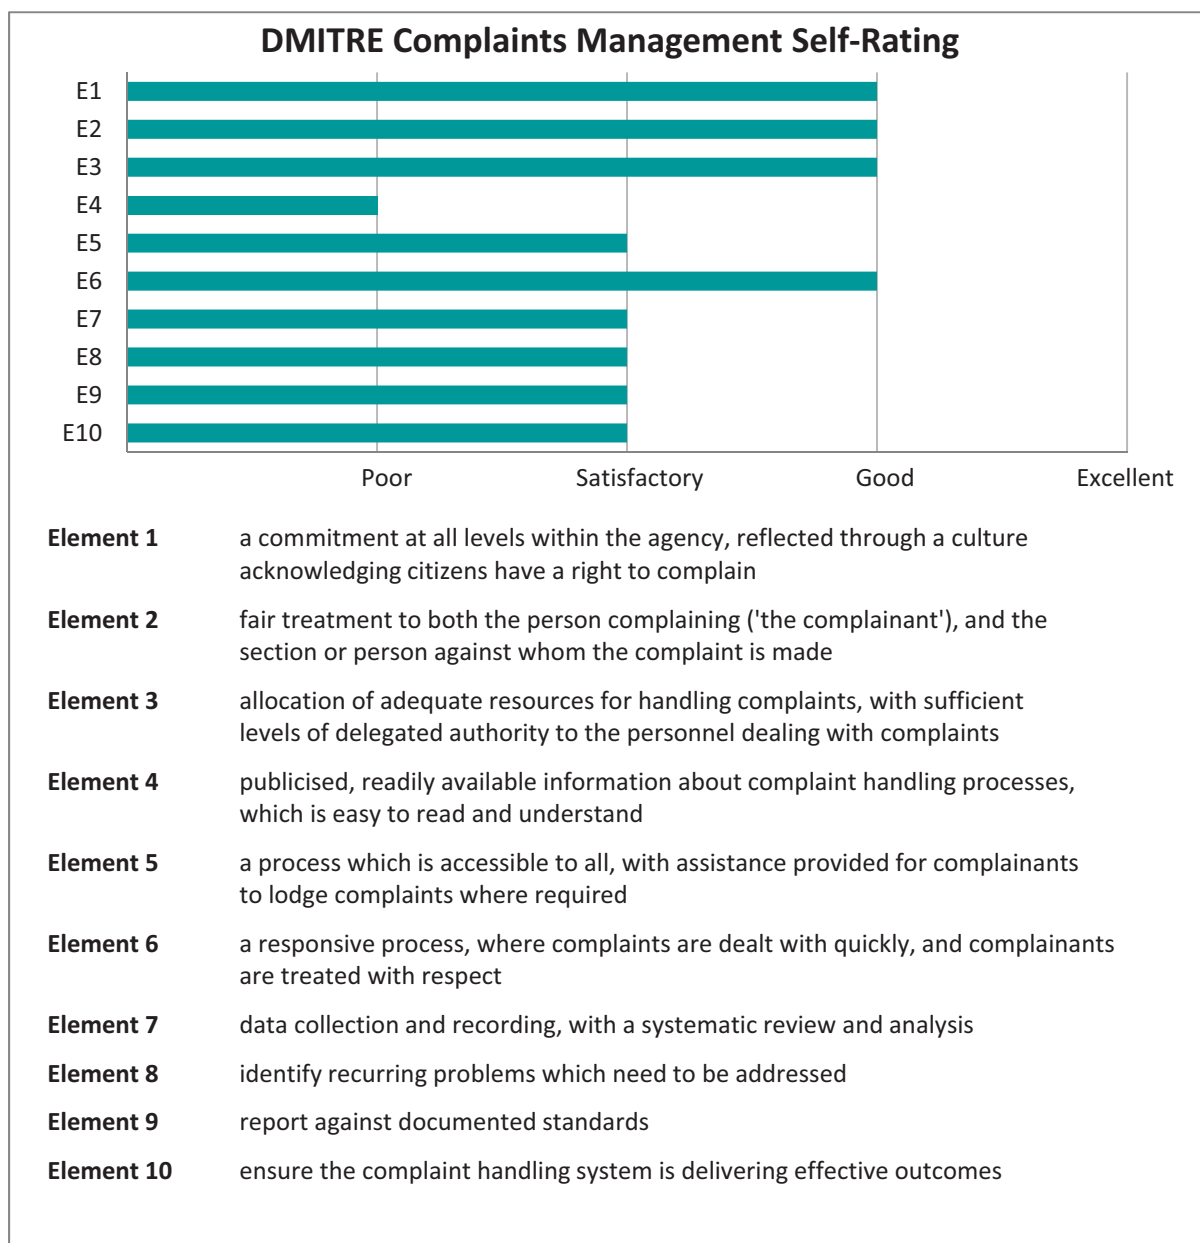 DMITRE Complaints Management Self-Rating
E1
E2
E3
E4
E5
E6
E7
E8
E9
E10
Poor Satisfactory Good Excellent
Element 1 a commitment at all levels within the agency, reflected through a culture
acknowledging citizens have a right to complain
Element 2 fair treatment to both the person complaining ('the complainant'), and the
section or person against whom the complaint is made
Element 3 allocation of adequate resources for handling complaints, with sufficient
levels of delegated authority to the personnel dealing with complaints
Element 4 publicised, readily available information about complaint handling processes,
which is easy to read and understand
Element 5 a process which is accessible to all, with assistance provided for complainants
to lodge complaints where required
Element 6 a responsive process, where complaints are dealt with quickly, and complainants
are treated with respect
Element 7 data collection and recording, with a systematic review and analysis
Element 8 identify recurring problems which need to be addressed
Element 9 report against documented standards
Element 10 ensure the complaint handling system is delivering effective outcomes